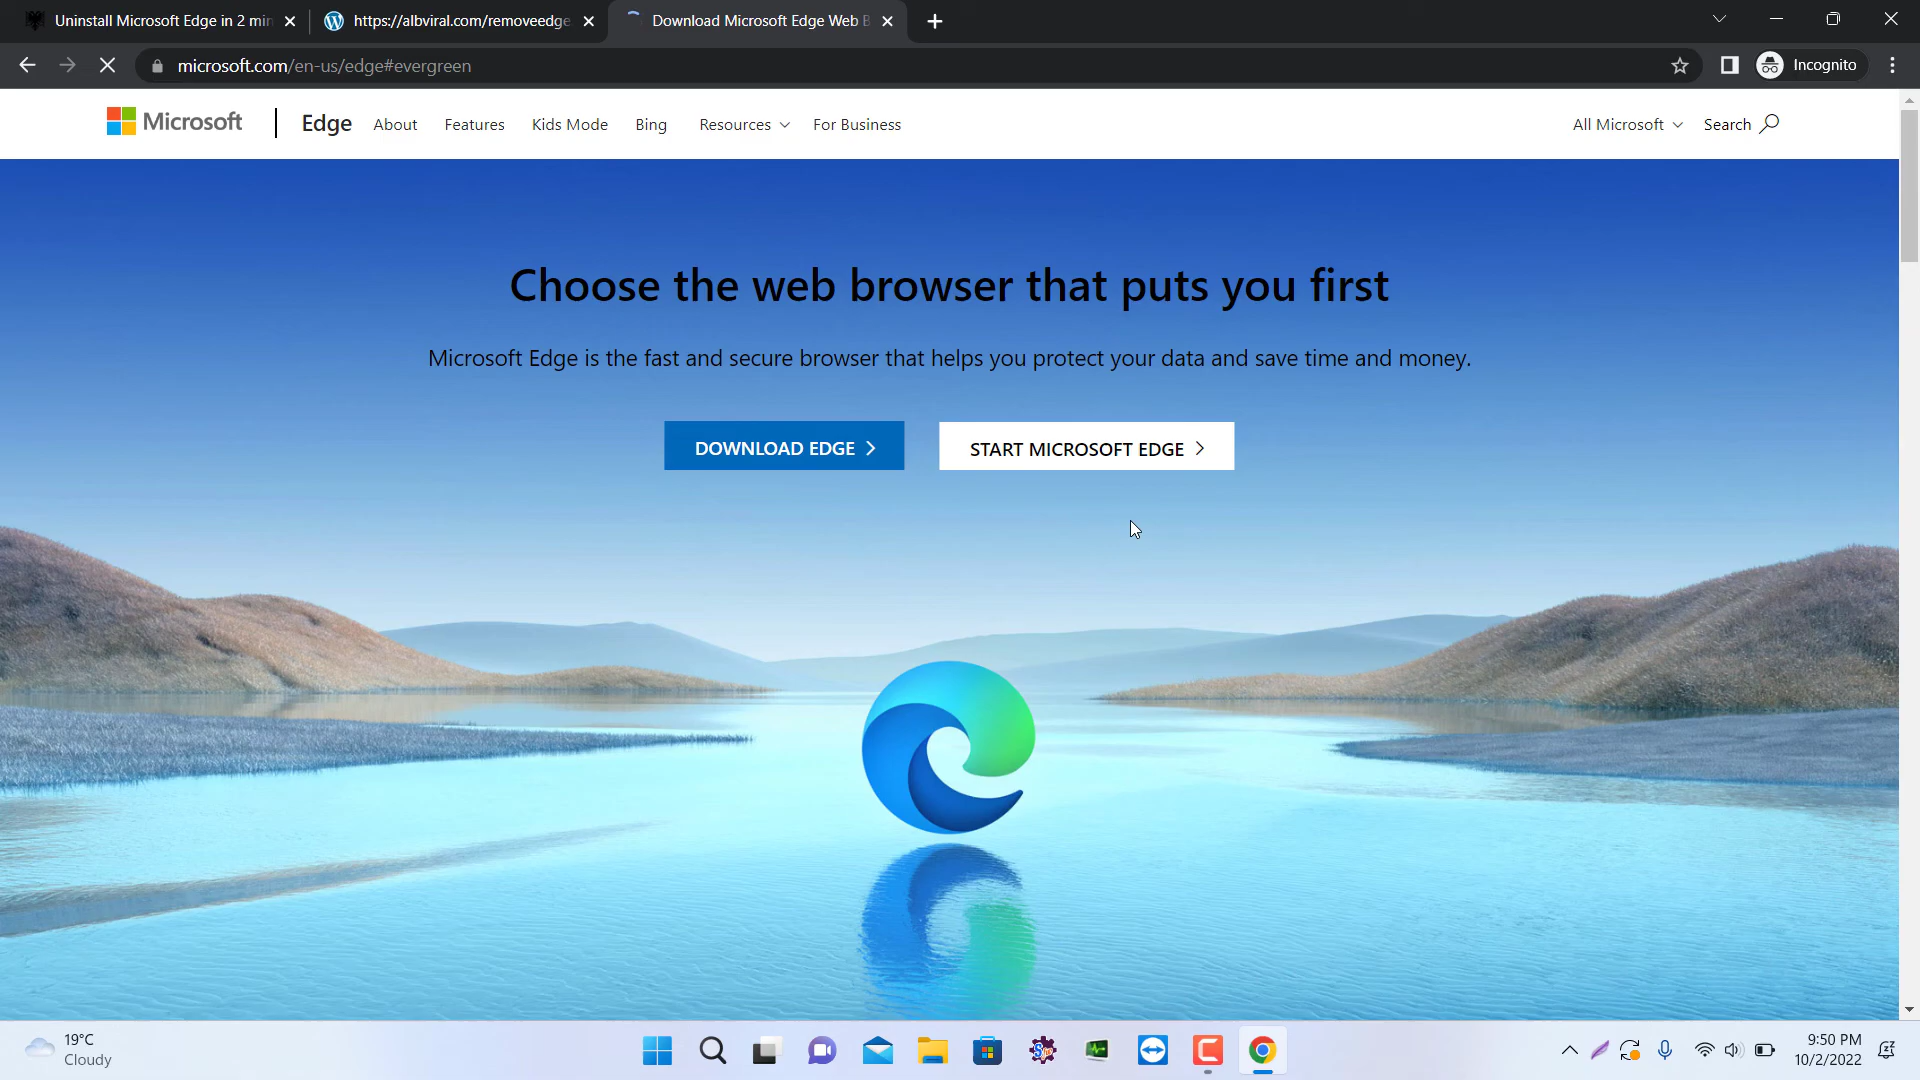 Uninstall Microsoft Edge in 2 min
https://albviral.com/removeedge
Download Microsoft Edge Web B
microsoft.com/en-us/edge#evergreen
Incognito
Microsoft
Edge
About
Features
Kids Mode
Bing
Resources
For Business
All Microsoft
Search
Choose the web browser that puts you first
Microsoft Edge is the fast and secure browser that helps you protect your data and save time and money.
DOWNLOAD EDGE
START MICROSOFT EDGE
19°C
Cloudy
9:50 PM
10/2/2022